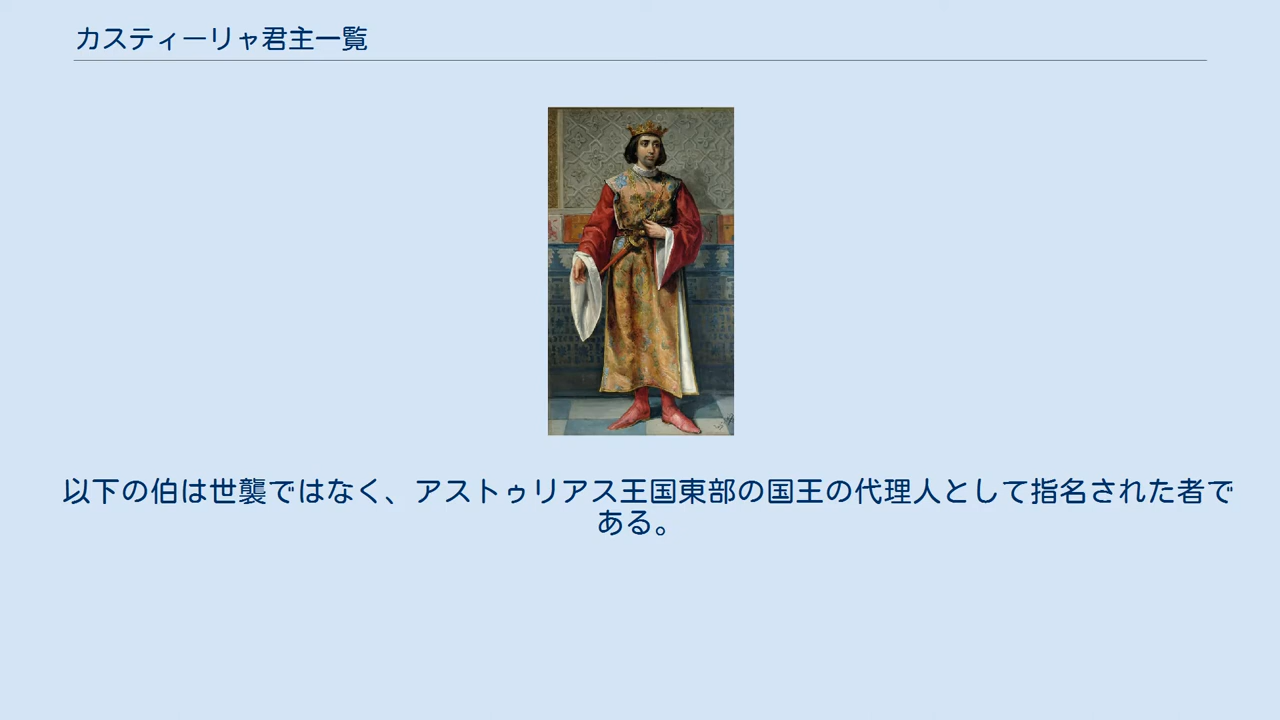 カスティーリャ君主一覧
以下の伯は世襲ではなく、アストゥリアス王国東部の国王の代理人として指名された者で
ある。